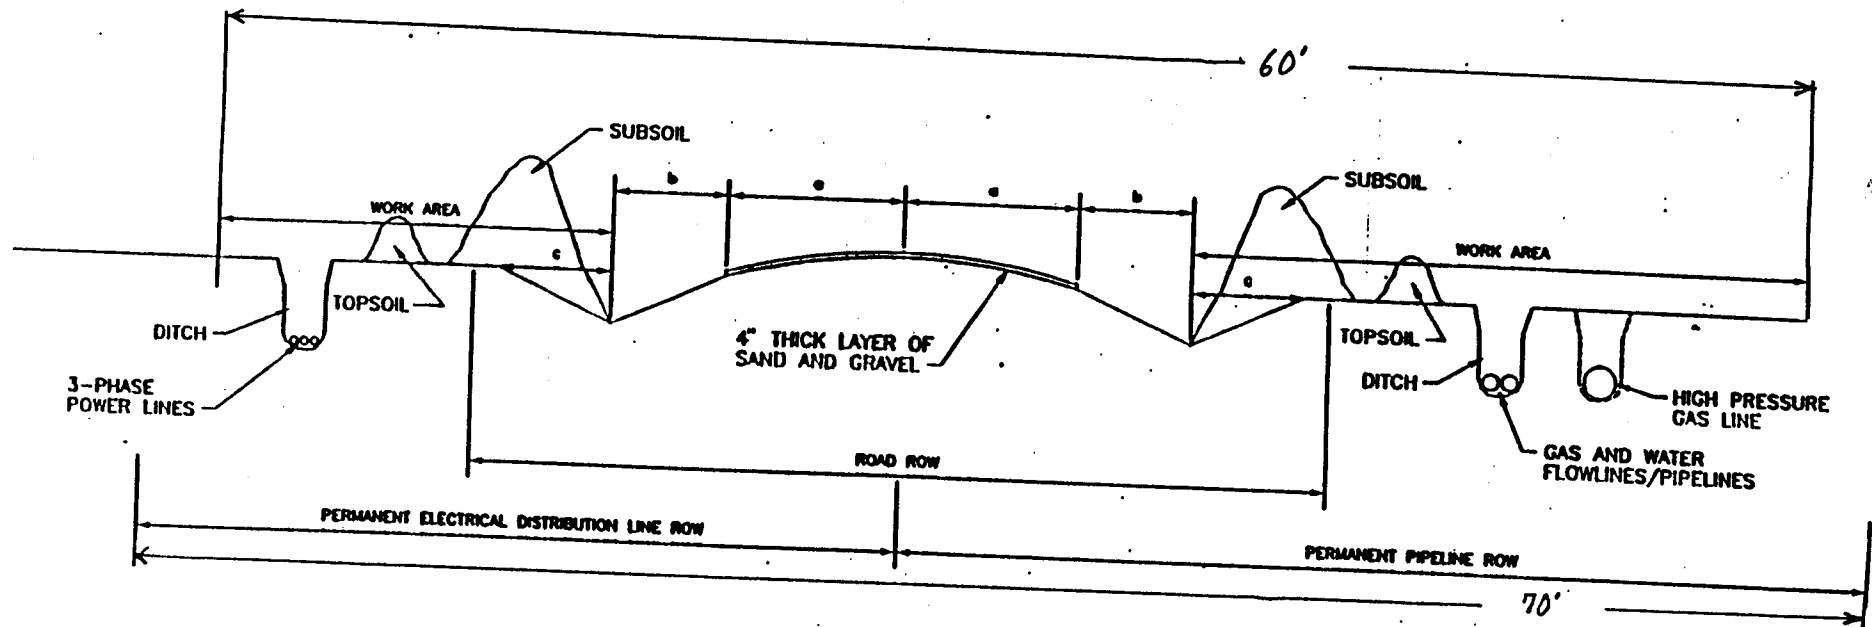 60'
SUBSOIL
b
a
a
b
SUBSOIL
WORK AREA
c
WORK AREA
c
TOPSOIL
DITCH
4" THICK LAYER OF
SAND AND GRAVEL
TOPSOIL
DITCH
3-PHASE
POWER LINES
HIGH PRESSURE
GAS LINE
GAS AND WATER
FLOWLINES/PIPELINES
ROAD ROW
PERMANENT ELECTRICAL DISTRIBUTION LINE ROW
PERMANENT PIPELINE ROW
70'